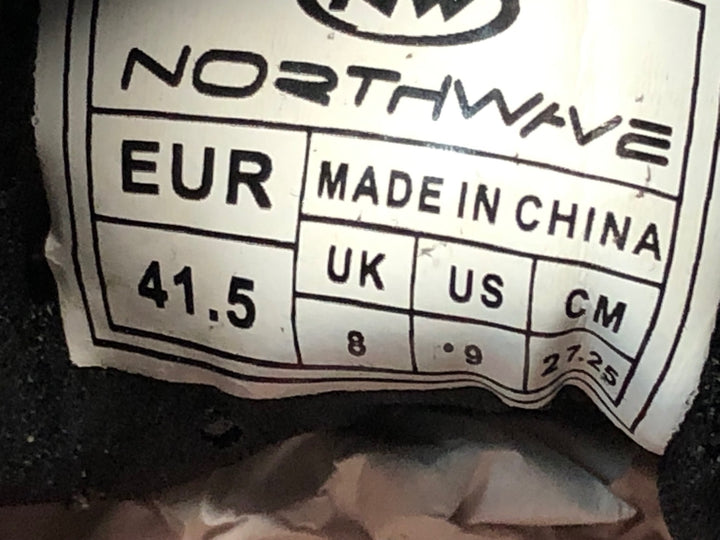 NW
NORTHWAVE
EUR
MADE IN CHINA
41.5
UK US CM
8 9 27.25